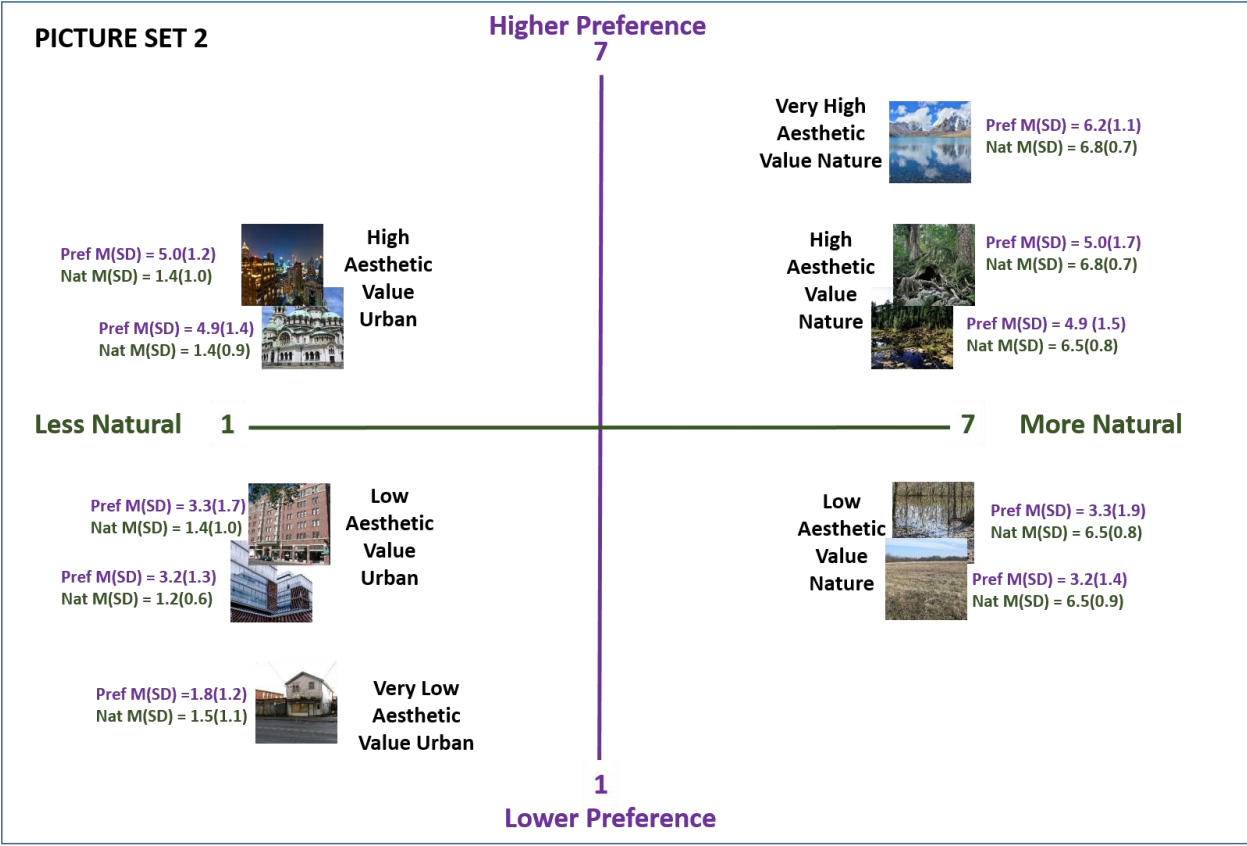 PICTURE SET 2
Higher Preference
7
Very High
Aesthetic
Value Nature
Pref M(SD) = 6.2(1.1)
Nat M(SD) = 6.8(0.7)
Pref M(SD) = 5.0(1.2)
Nat M(SD) = 1.4(1.0)
High
Aesthetic
Value
Urban
Pref M(SD) = 4.9(1.4)
Nat M(SD) = 1.4(0.9)
High
Aesthetic
Value
Nature
Pref M(SD) = 5.0(1.7)
Nat M(SD) = 6.8(0.7)
Pref M(SD) = 4.9 (1.5)
Nat M(SD) = 6.5(0.8)
Less Natural 1
7 More Natural
Pref M(SD) = 3.3(1.7)
Nat M(SD) = 1.4(1.0)
Low
Aesthetic
Value
Urban
Pref M(SD) = 3.2(1.3)
Nat M(SD) = 1.2(0.6)
Low
Aesthetic
Value
Nature
Pref M(SD) = 3.3(1.9)
Nat M(SD) = 6.5(0.8)
Pref M(SD) = 3.2(1.4)
Nat M(SD) = 6.5(0.9)
Pref M(SD) =1.8(1.2)
Nat M(SD) = 1.5(1.1)
Very Low
Aesthetic
Value Urban
1
Lower Preference